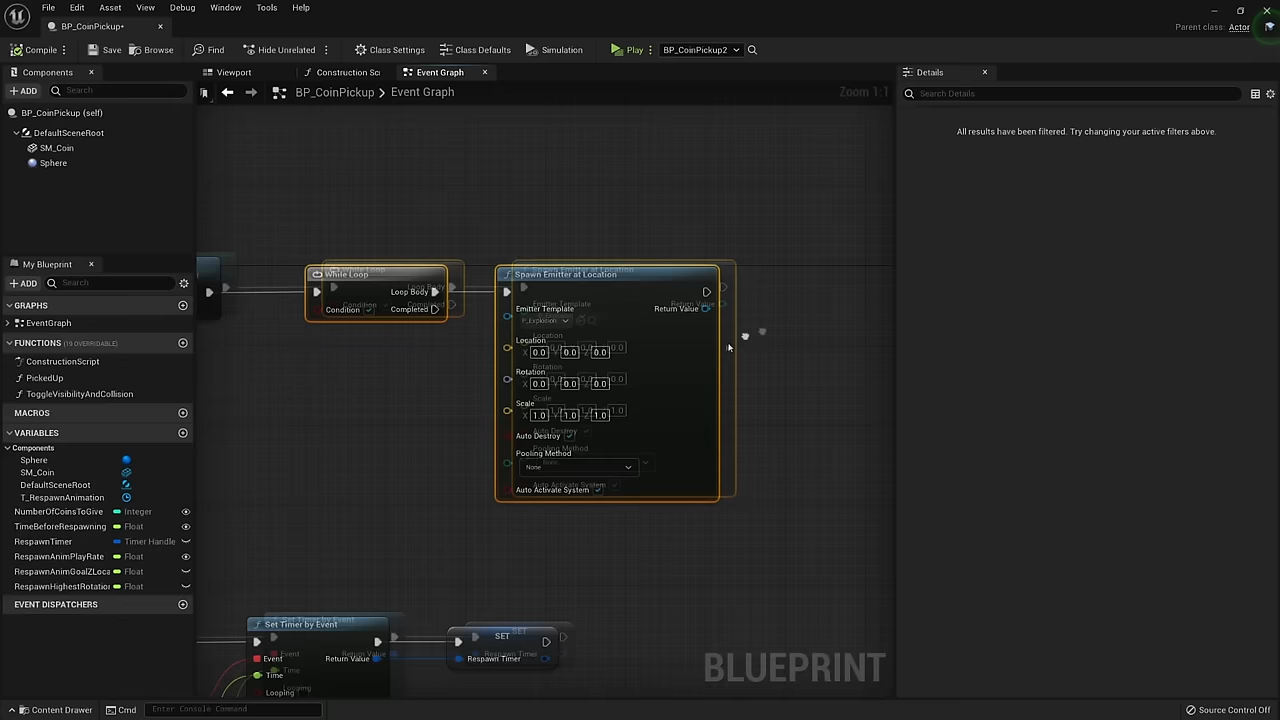 File Edit Asset View Debug Window Tools Help
BP_CoinPickup*
Parent class: Actor
Compile Save Browse Find Hide Unrelated Class Settings Class Defaults Simulation Play BP_CoinPickup2
Components
Viewport Construction Sc Event Graph
Details
ADD Search
BP_CoinPickup Event Graph
Zoom 1:1
Search Details
BP_CoinPickup (self)
All results have been filtered. Try changing your active filters above.
DefaultSceneRoot
SM_Coin
Sphere
My Blueprint
ADD Search
GRAPHS
EventGraph
FUNCTIONS (19 OVERRIDABLE)
ConstructionScript
PickedUp
ToggleVisibilityAndCollision
MACROS
VARIABLES
Components
Sphere
SM_Coin
DefaultSceneRoot
T_RespawnAnimation
NumberOfCoinsToGive Integer
TimeBeforeRespawning Float
RespawnTimer Timer Handle
RespawnAnimPlayRate Float
RespawnAnimGoalZLoca Float
RespawnHighestRotatio Float
EVENT DISPATCHERS
While Loop
Loop Body
Condition Completed
Spawn Emitter at Location
Emitter Template
P_Explosion
Return Value
Location
X 0.0 Y 0.0 Z 0.0
Rotation
X 0.0 Y 0.0 Z 0.0
Scale
X 1.0 Y 1.0 Z 1.0
Auto Destroy
Pooling Method
None
Auto Activate System
Set Timer by Event
Event Return Value
Time
Looping
SET
Respawn Timer
BLUEPRINT
Content Drawer Cmd Enter Console Command
Source Control Off